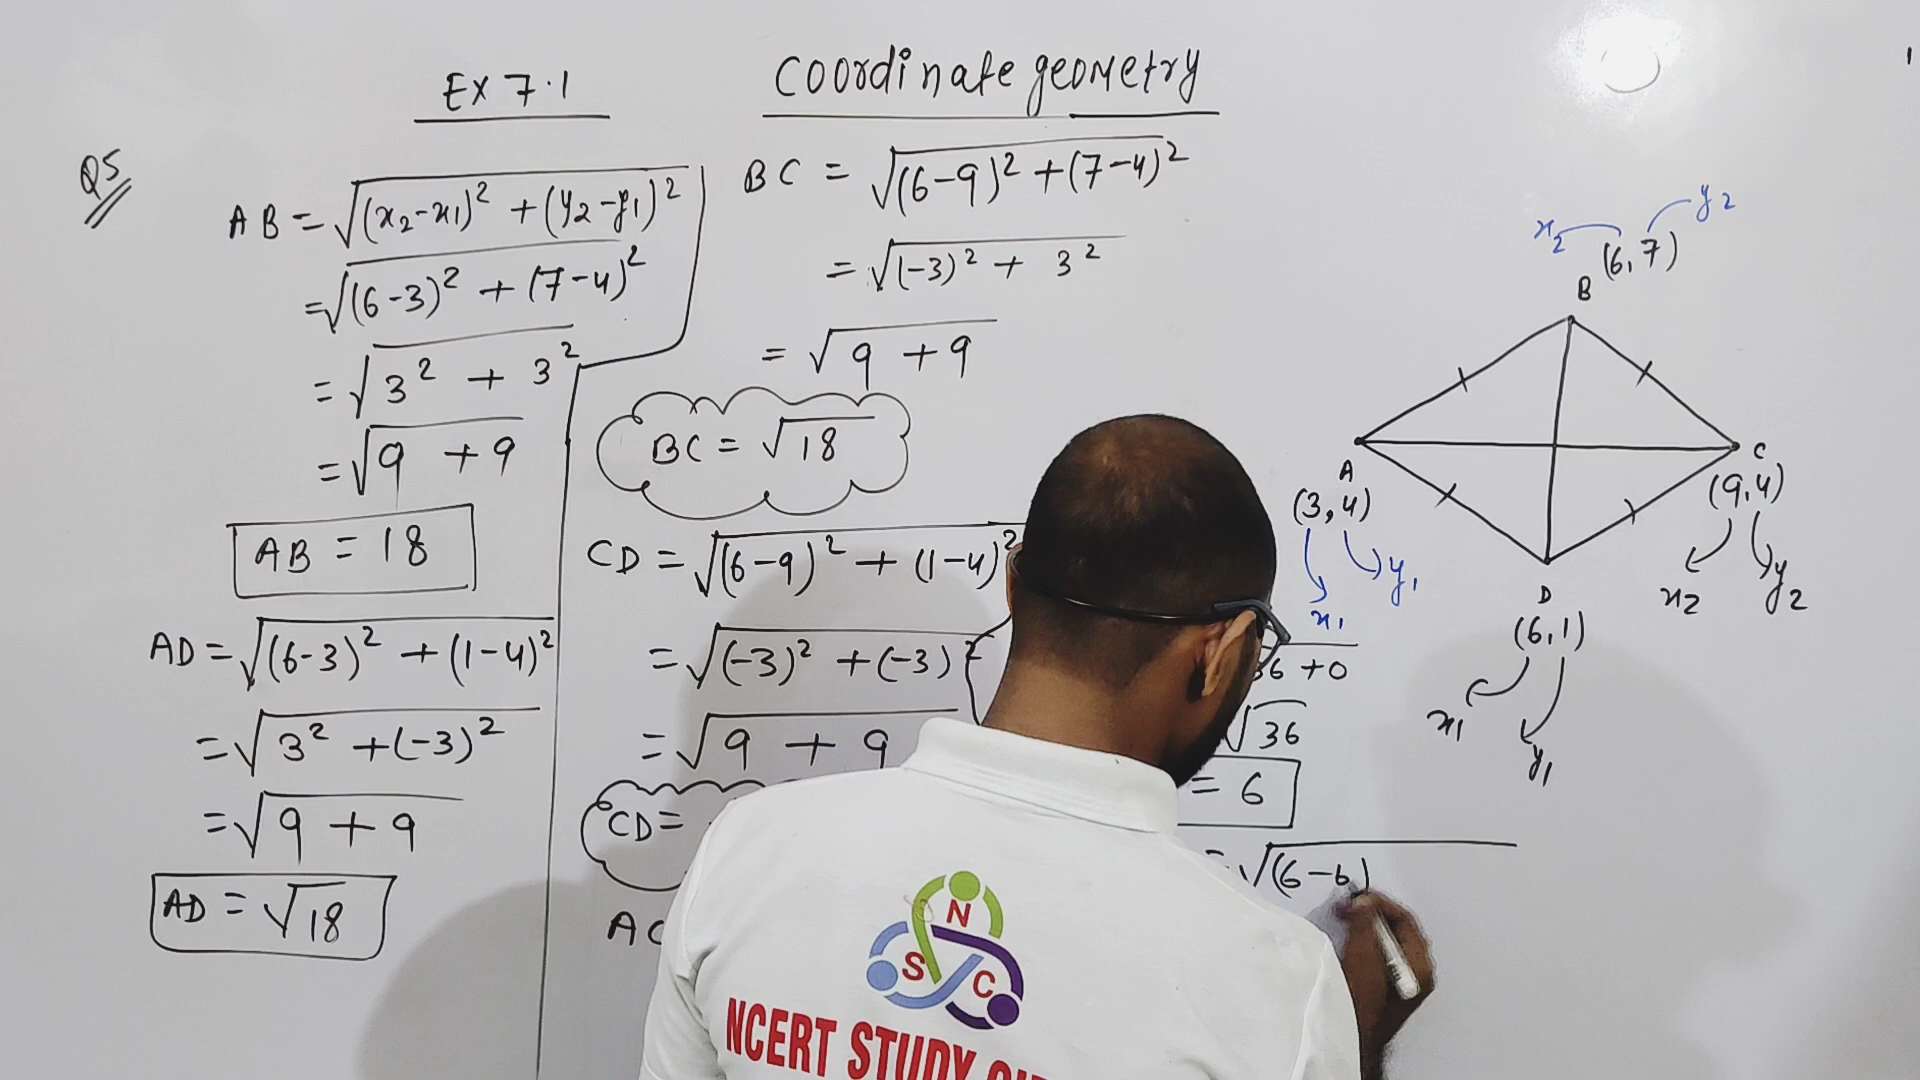 Ex 7.1
Coordinate geometry
Q5
AB = √(x₂-x₁)² + (y₂-y₁)²
= √(6-3)² + (7-4)²
= √3² + 3²
= √9 + 9
AB = 18
AD = √(6-3)² + (1-4)²
= √3² + (-3)²
= √9 + 9
AD = √18
BC = √(6-9)² + (7-4)²
= √(-3)² + 3²
= √9 + 9
BC = √18
CD = √(6-9)² + (1-4)²
= √(-3)² + (-3)²
= √9 + 9
CD =
AC
36 + 0
√36
= 6
= √(6-6)
x₂ (6,7) y₂
B
A
(3,4)
x₁ y₁
C
(9,4)
x₂ y₂
D
(6,1)
x₁ y₁
N
S C
NCERT STUDY